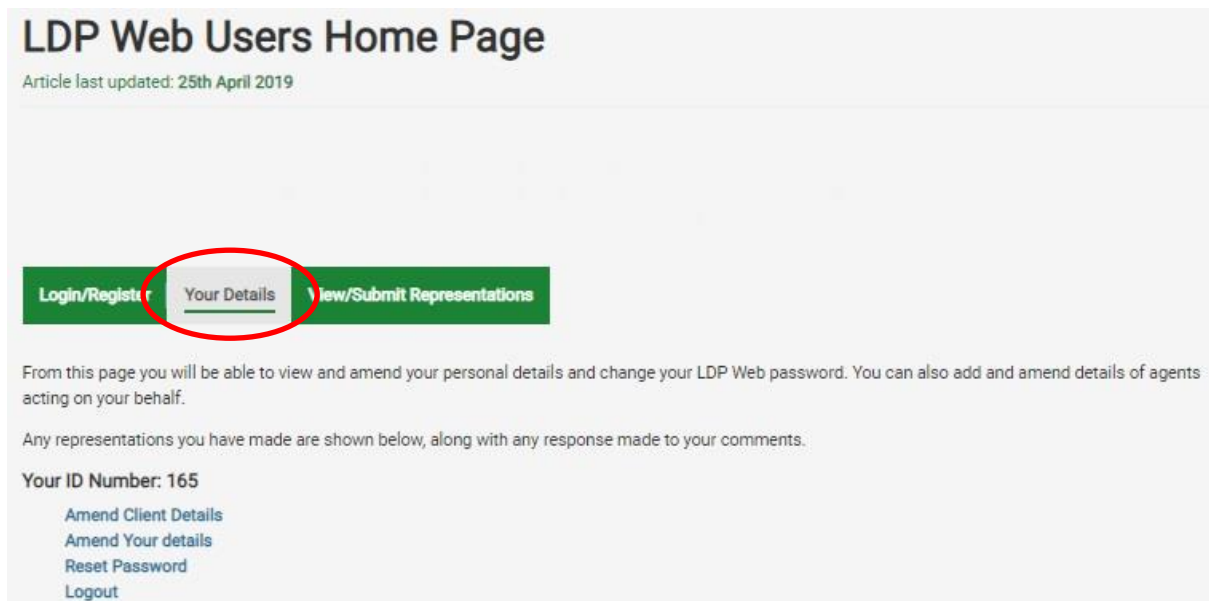 LDP Web Users Home Page
Article last updated: 25th April 2019
Login/Register Your Details View/Submit Representations
From this page you will be able to view and amend your personal details and change your LDP Web password. You can also add and amend details of agents
acting on your behalf.
Any representations you have made are shown below, along with any response made to your comments.
Your ID Number: 165
Amend Client Details
Amend Your details
Reset Password
Logout